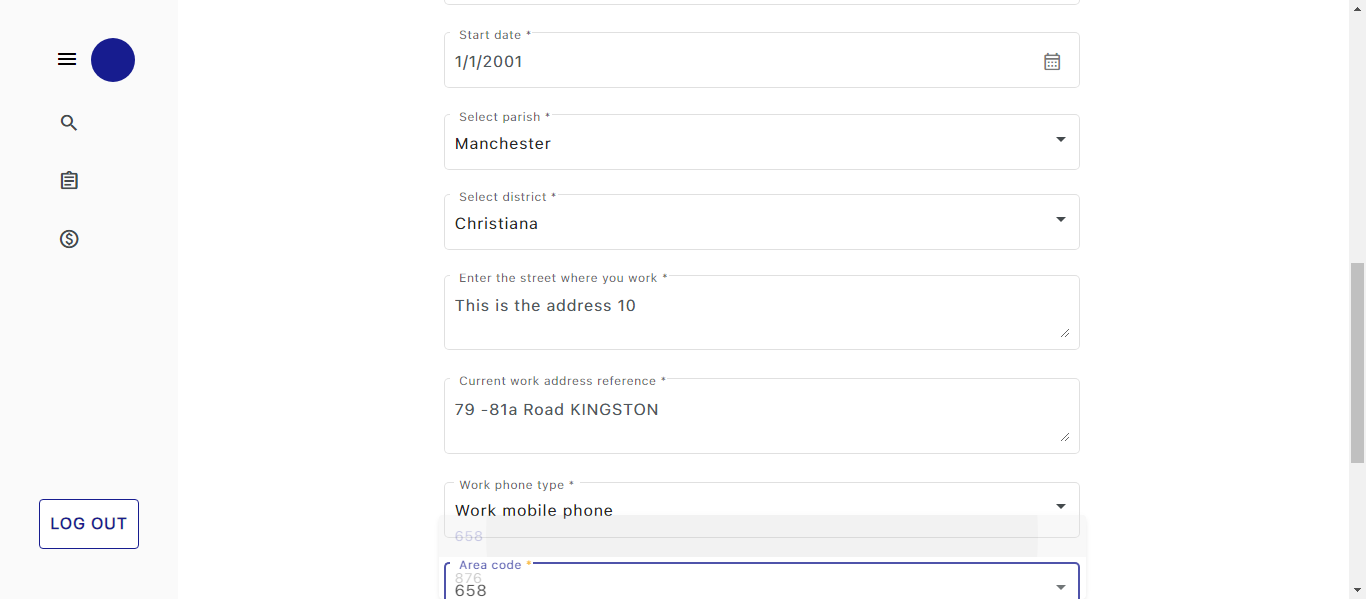 Start date *
1/1/2001
Select parish *
Manchester
Select district *
Christiana
Enter the street where you work *
This is the address 10
Current work address reference *
79 -81a Road KINGSTON
Work phone type *
Work mobile phone
658
Area code *
876
658
LOG OUT